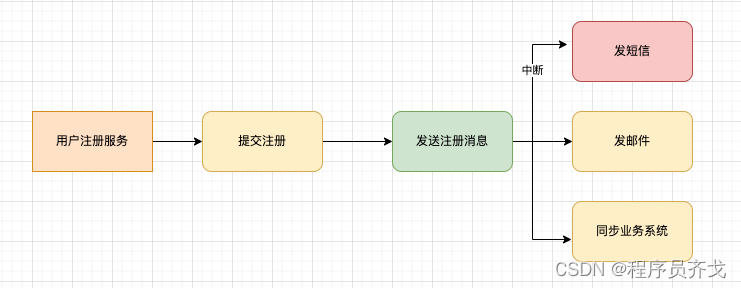 用户注册服务
提交注册
发送注册消息
中断
发短信
发邮件
同步业务系统
CSDN @程序员齐戈